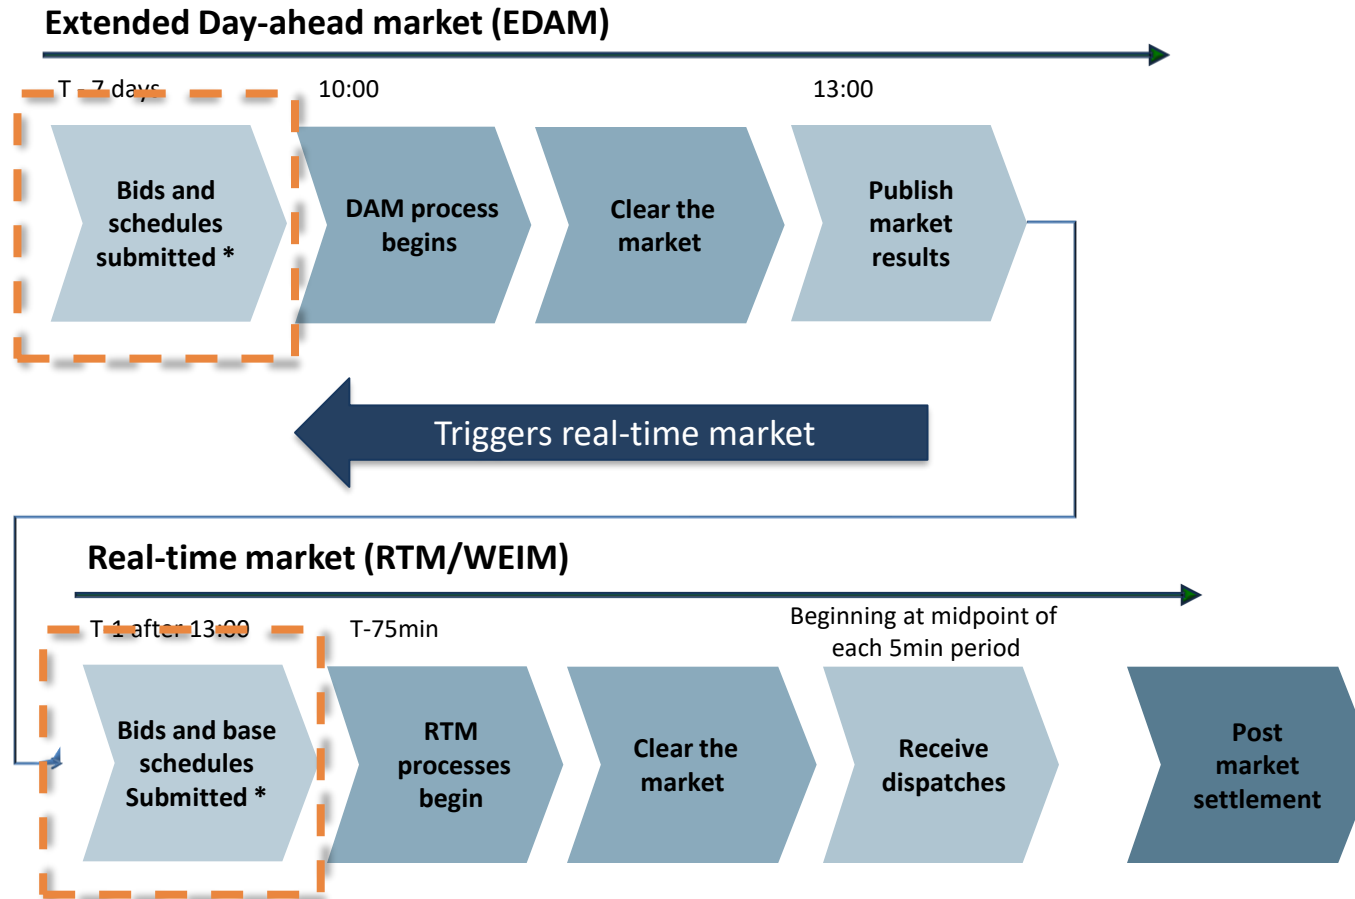 Extended Day-ahead market (EDAM)
T - 7 days
10:00
13:00
Bids and
schedules
submitted *
DAM process
begins
Clear the
market
Publish
market
results
Triggers real-time market
Real-time market (RTM/WEIM)
T-1 after 13:00
T-75min
Beginning at midpoint of
each 5min period
Bids and base
schedules
Submitted *
RTM
processes
begin
Clear the
market
Receive
dispatches
Post
market
settlement